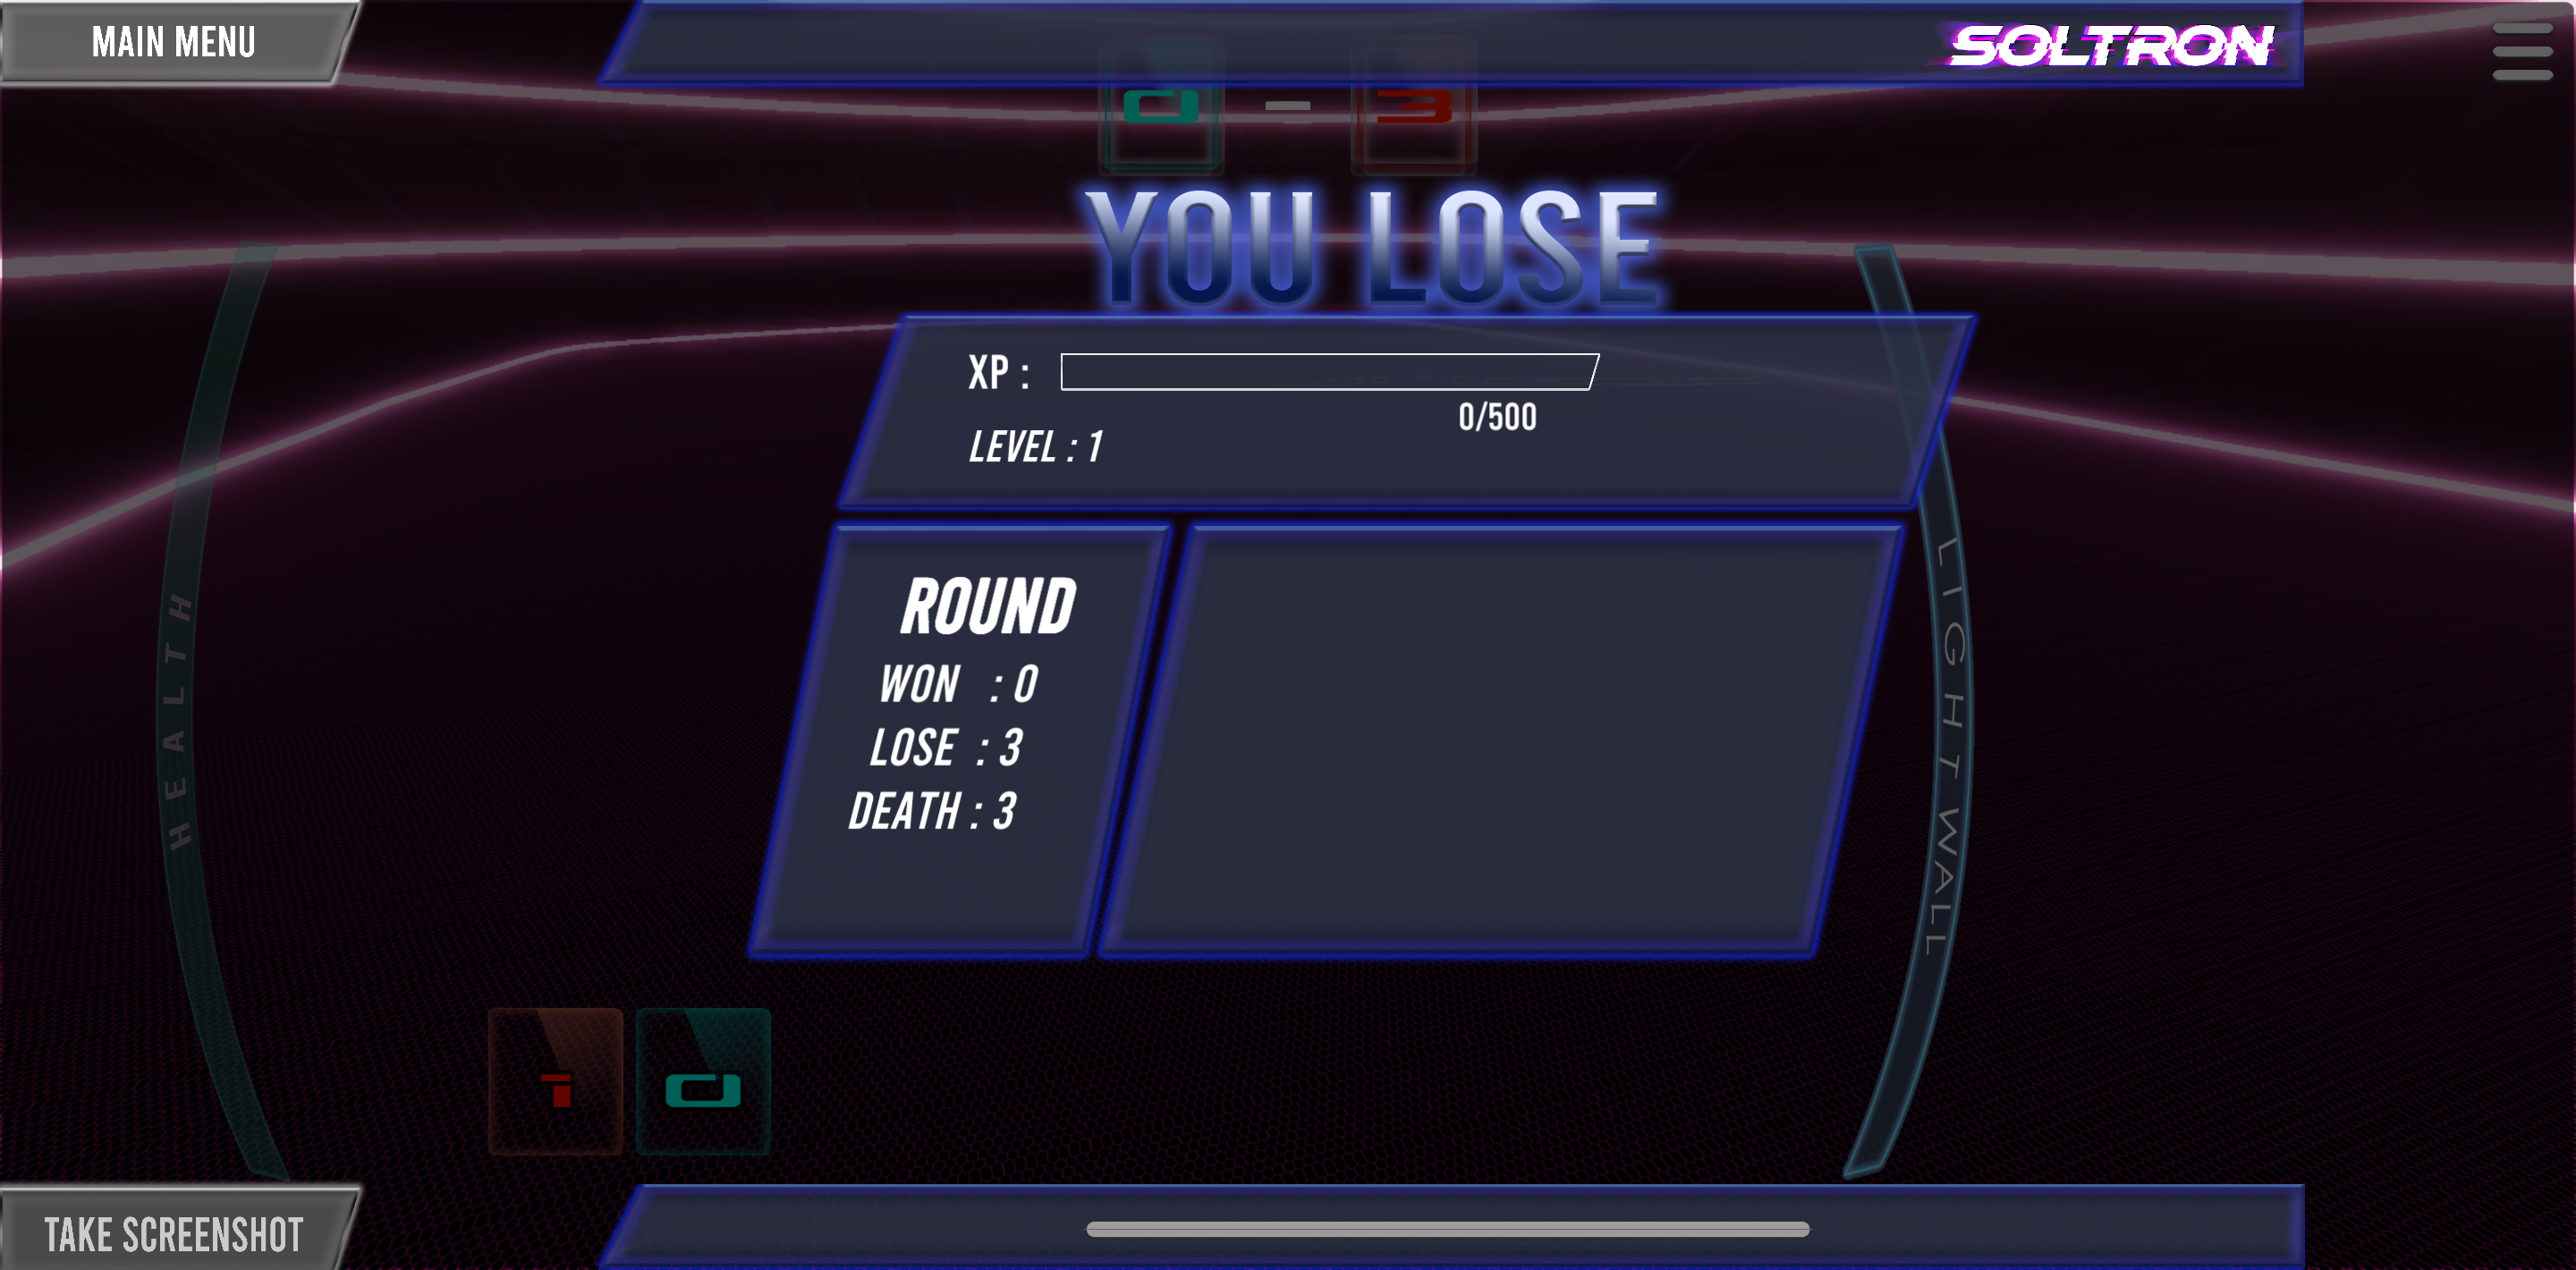 MAIN MENU
SOLTRON
0 - 3
YOU LOSE
XP :
0/500
LEVEL : 1
ROUND
WON : 0
LOSE : 3
DEATH : 3
HEALTH
LIGHT WALL
1 0
TAKE SCREENSHOT